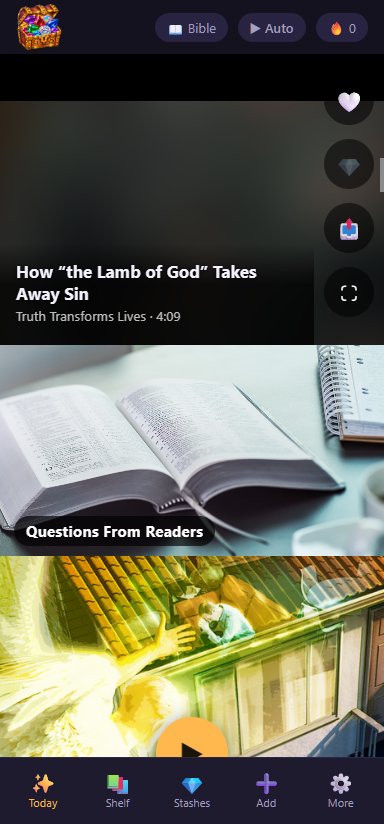 Bible
Auto
0
How “the Lamb of God” Takes
Away Sin
Truth Transforms Lives · 4:09
Questions From Readers
Today
Shelf
Stashes
Add
More